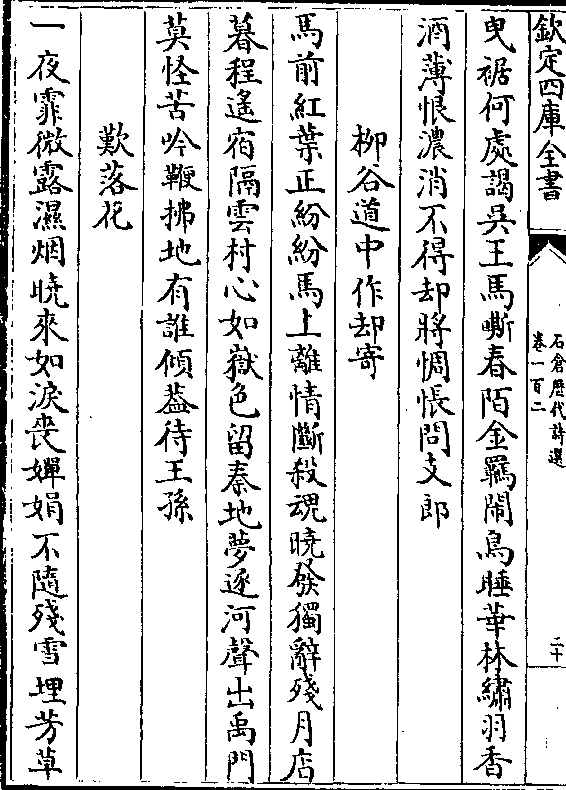 欽定四庫全書
石倉歴代詩選
卷一百二
二十
曳裾何處謁吳王馬嘶春陌金羈鬧鳥睡華林繡羽香
酒薄恨濃消不得却將惆悵問支郎
柳谷道中作却寄
馬前紅葉正紛紛馬上離情斷殺魂曉發獨辭殘月店
暮程遙宿隔雲村心如嶽色留秦地夢逐河聲出禹門
莫怪苦吟鞭拂地有誰傾葢待王孫
歎落花
一夜霏微露濕烟曉來如淚喪嬋娟不隨殘雪埋芳草